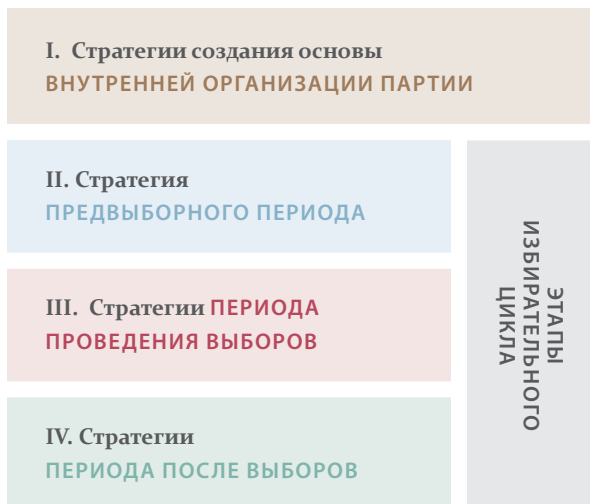 I. Стратегии создания основы
ВНУТРЕННЕЙ ОРГАНИЗАЦИИ ПАРТИИ
II. Стратегия
ПРЕДВЫБОРНОГО ПЕРИОДА
III. Стратегии ПЕРИОДА
ПРОВЕДЕНИЯ ВЫБОРОВ
IV. Стратегии
ПЕРИОДА ПОСЛЕ ВЫБОРОВ
ЭТАПЫ
ИЗБИРАТЕЛЬНОГО
ЦИКЛА